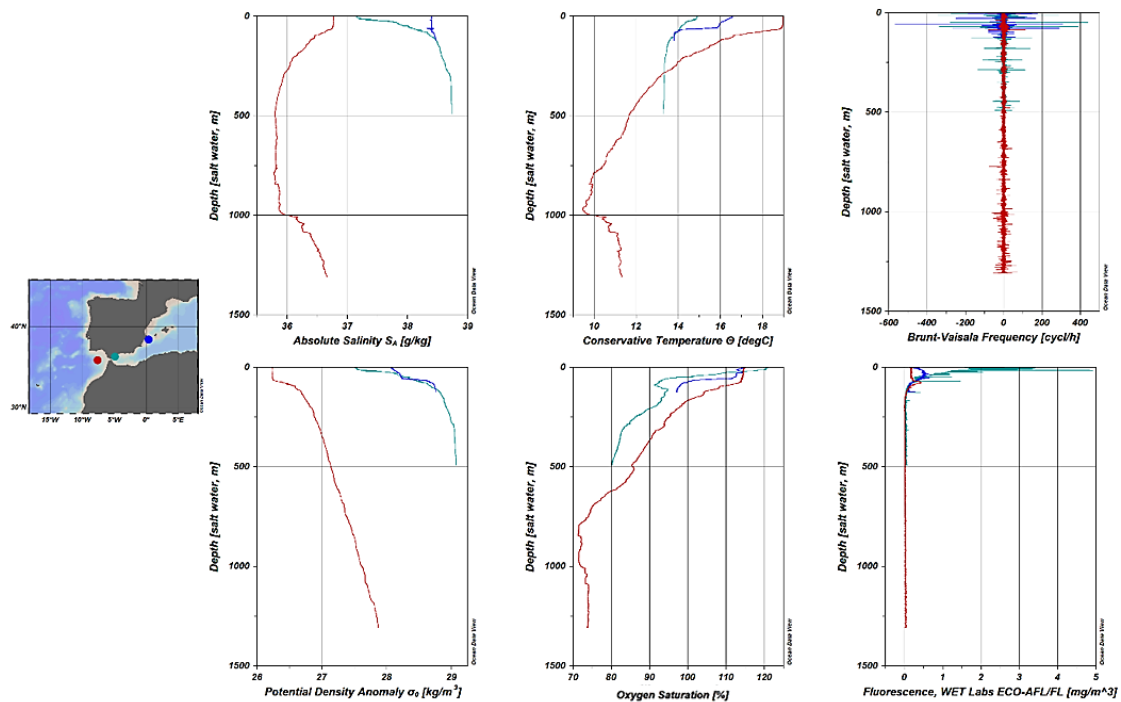 0
500
1000
1500
Depth [salt water, m]
36
37
38
39
Absolute Salinity S_A [g/kg]
Ocean Data View
0
500
1000
1500
Depth [salt water, m]
10
12
14
16
18
Conservative Temperature Θ [degC]
Ocean Data View
0
500
1000
1500
Depth [salt water, m]
-600
-400
-200
0
200
400
Brunt-Vaisala Frequency [cycl/h]
Ocean Data View
40°N
30°N
15°W
10°W
5°W
0°
5°E
Ocean Data View
0
500
1000
1500
Depth [salt water, m]
26
27
28
29
Potential Density Anomaly σ₀ [kg/m³]
Ocean Data View
0
500
1000
1500
Depth [salt water, m]
70
80
90
100
110
120
Oxygen Saturation [%]
Ocean Data View
0
500
1000
1500
Depth [salt water, m]
0
1
2
3
4
5
Fluorescence, WET Labs ECO-AFL/FL [mg/m^3]
Ocean Data View